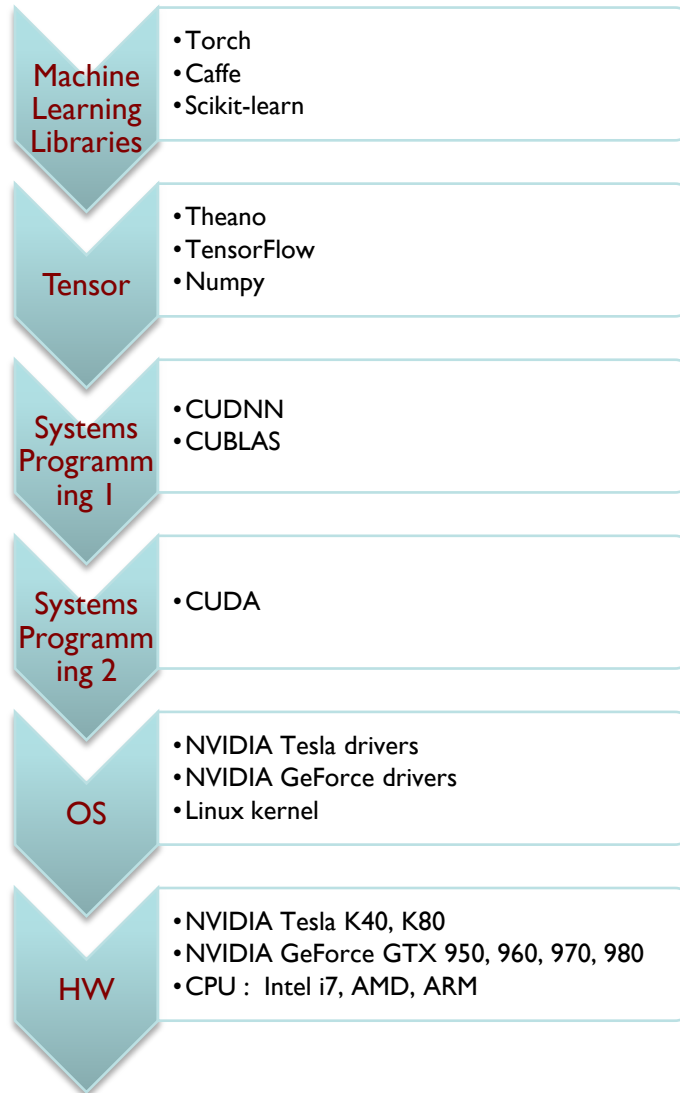 Machine
Learning
Libraries
•Torch
•Caffe
•Scikit-learn
Tensor
•Theano
•TensorFlow
•Numpy
Systems
Programm
ing 1
•CUDNN
•CUBLAS
Systems
Programm
ing 2
•CUDA
OS
•NVIDIA Tesla drivers
•NVIDIA GeForce drivers
•Linux kernel
HW
•NVIDIA Tesla K40, K80
•NVIDIA GeForce GTX 950, 960, 970, 980
•CPU : Intel i7, AMD, ARM